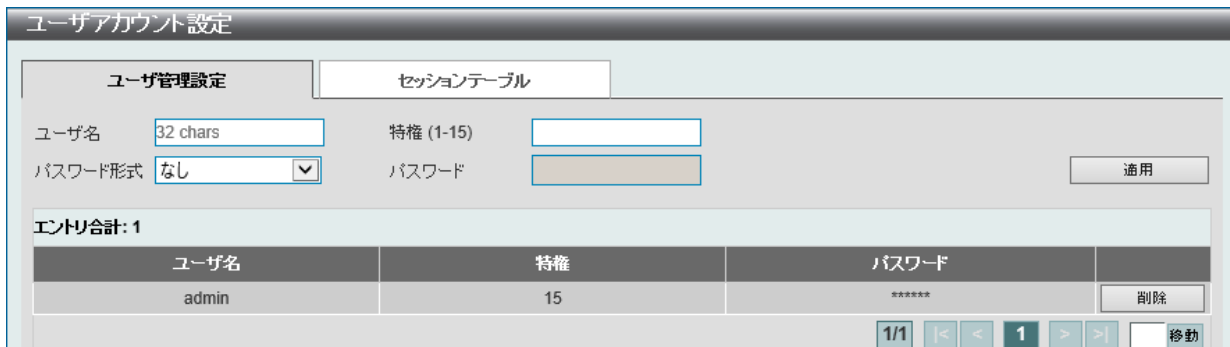 ユーザアカウント設定
ユーザ管理設定 セッションテーブル
ユーザ名 32 chars 特権 (1-15)
パスワード形式 なし パスワード 適用
エントリ合計: 1
ユーザ名 特権 パスワード
admin 15 ****** 削除
1/1 |< < 1 > >| 移動